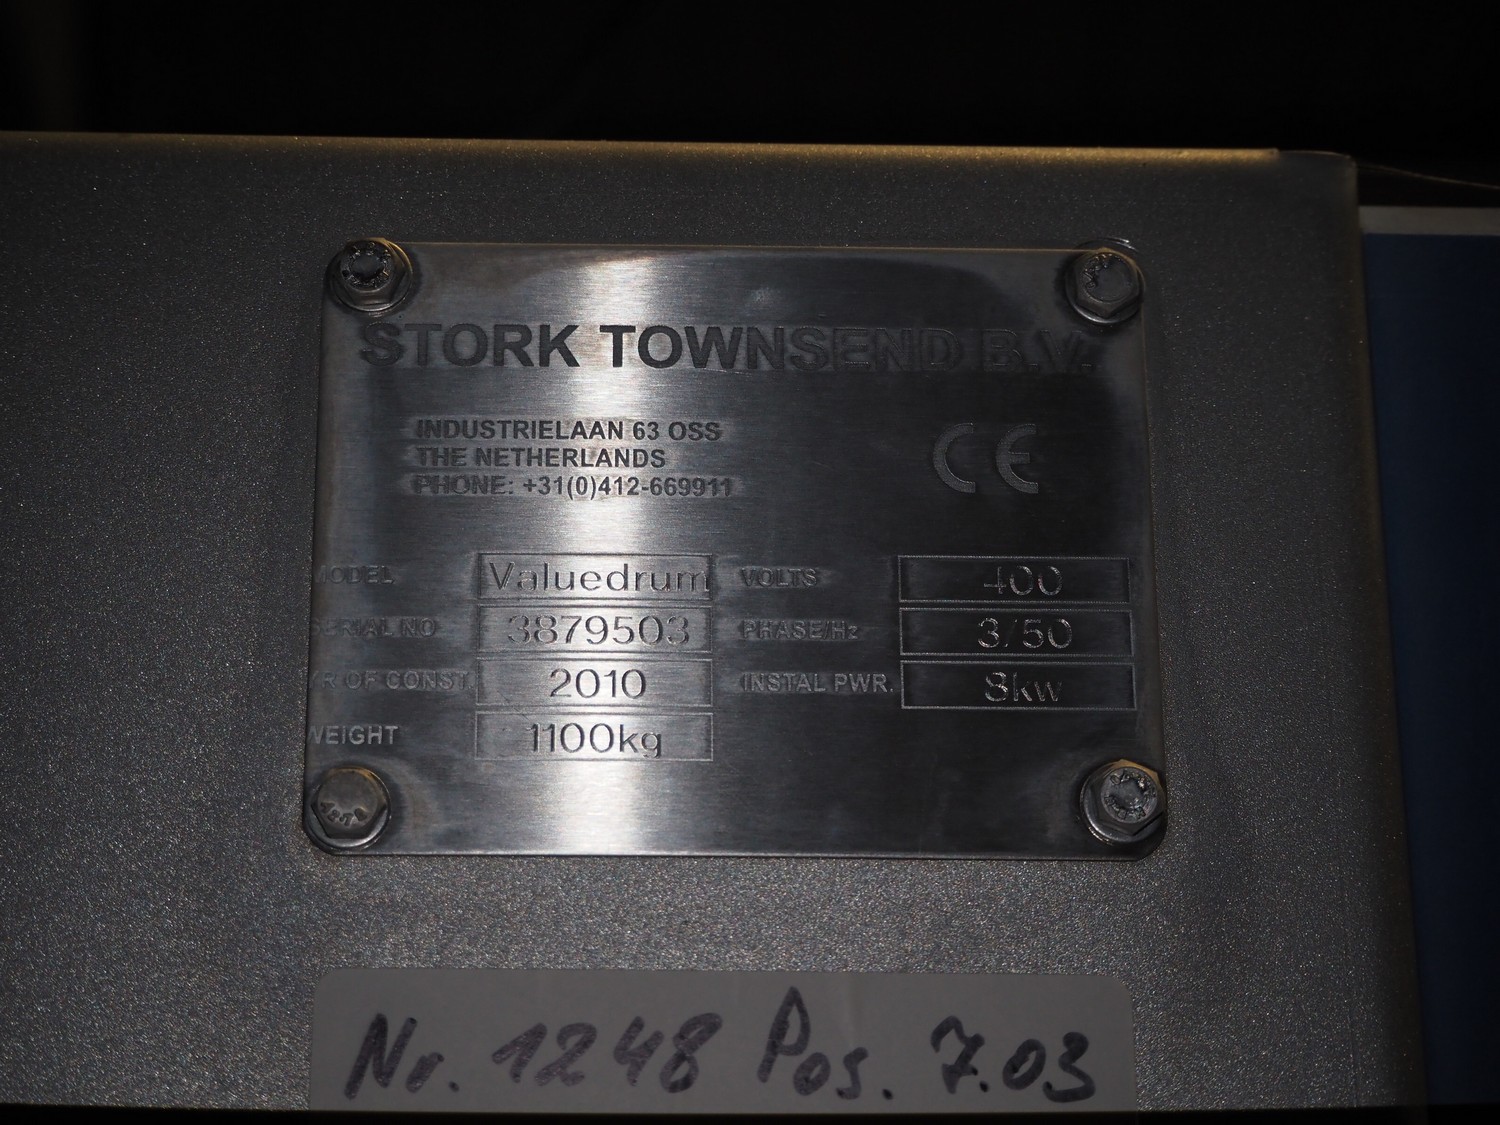 STORK TOWNSEND B.V.
INDUSTRIELAAN 63 OSS
THE NETHERLANDS
PHONE: +31(0)412-669911
CE
MODEL Valuedrum VOLTS 400
SERIAL NO 3879503 PHASE/Hz 3/50
YR OF CONST. 2010 INSTAL PWR. 8kw
WEIGHT 1100kg
Nr. 1248 Pos. 7.03